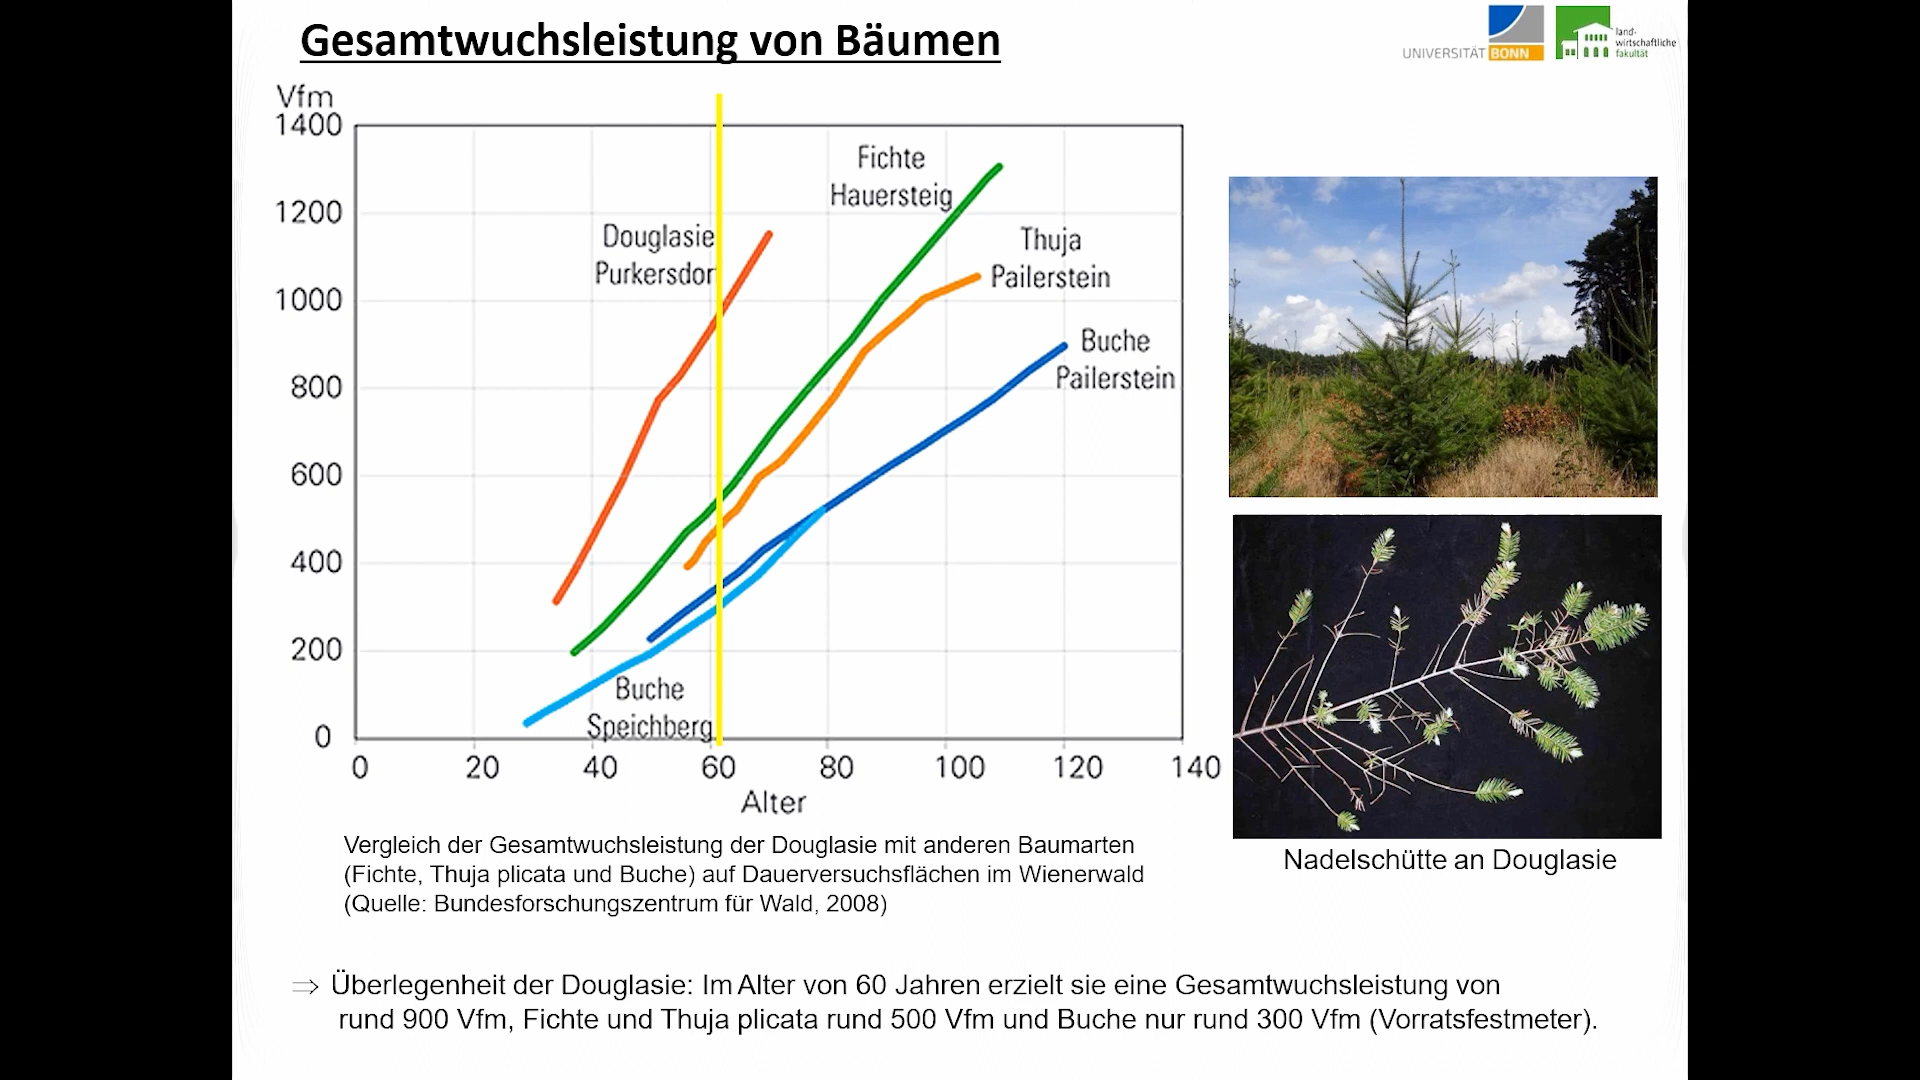 Gesamtwuchsleistung von Bäumen
UNIVERSITÄT BONN
land-
wirtschaftliche
fakultät
Vfm
1400
1200
1000
800
600
400
200
0
Fichte
Hauersteig
Douglasie
Purkersdor
Thuja
Pailerstein
Buche
Pailerstein
Buche
Speichberg
0 20 40 60 80 100 120 140
Alter
Vergleich der Gesamtwuchsleistung der Douglasie mit anderen Baumarten
(Fichte, Thuja plicata und Buche) auf Dauerversuchsflächen im Wienerwald
(Quelle: Bundesforschungszentrum für Wald, 2008)
Nadelschütte an Douglasie
⇒ Überlegenheit der Douglasie: Im Alter von 60 Jahren erzielt sie eine Gesamtwuchsleistung von
rund 900 Vfm, Fichte und Thuja plicata rund 500 Vfm und Buche nur rund 300 Vfm (Vorratsfestmeter).